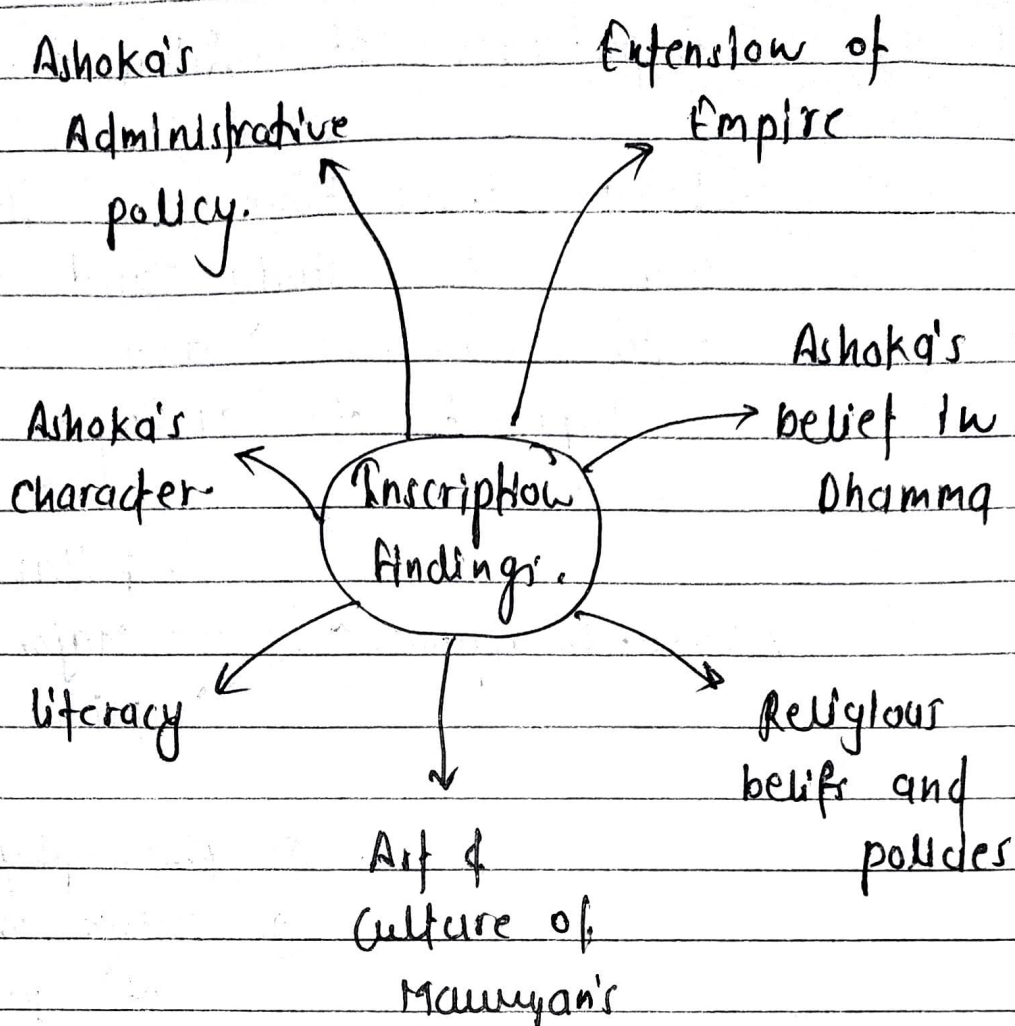 Ashoka's
Administrative
policy.
Extension of
Empire
Ashoka's
belief in
Dhamma
Ashoka's
character
Inscription
findings.
literacy
Art &
Culture of
Mauryan's
Religious
belifs and
policies